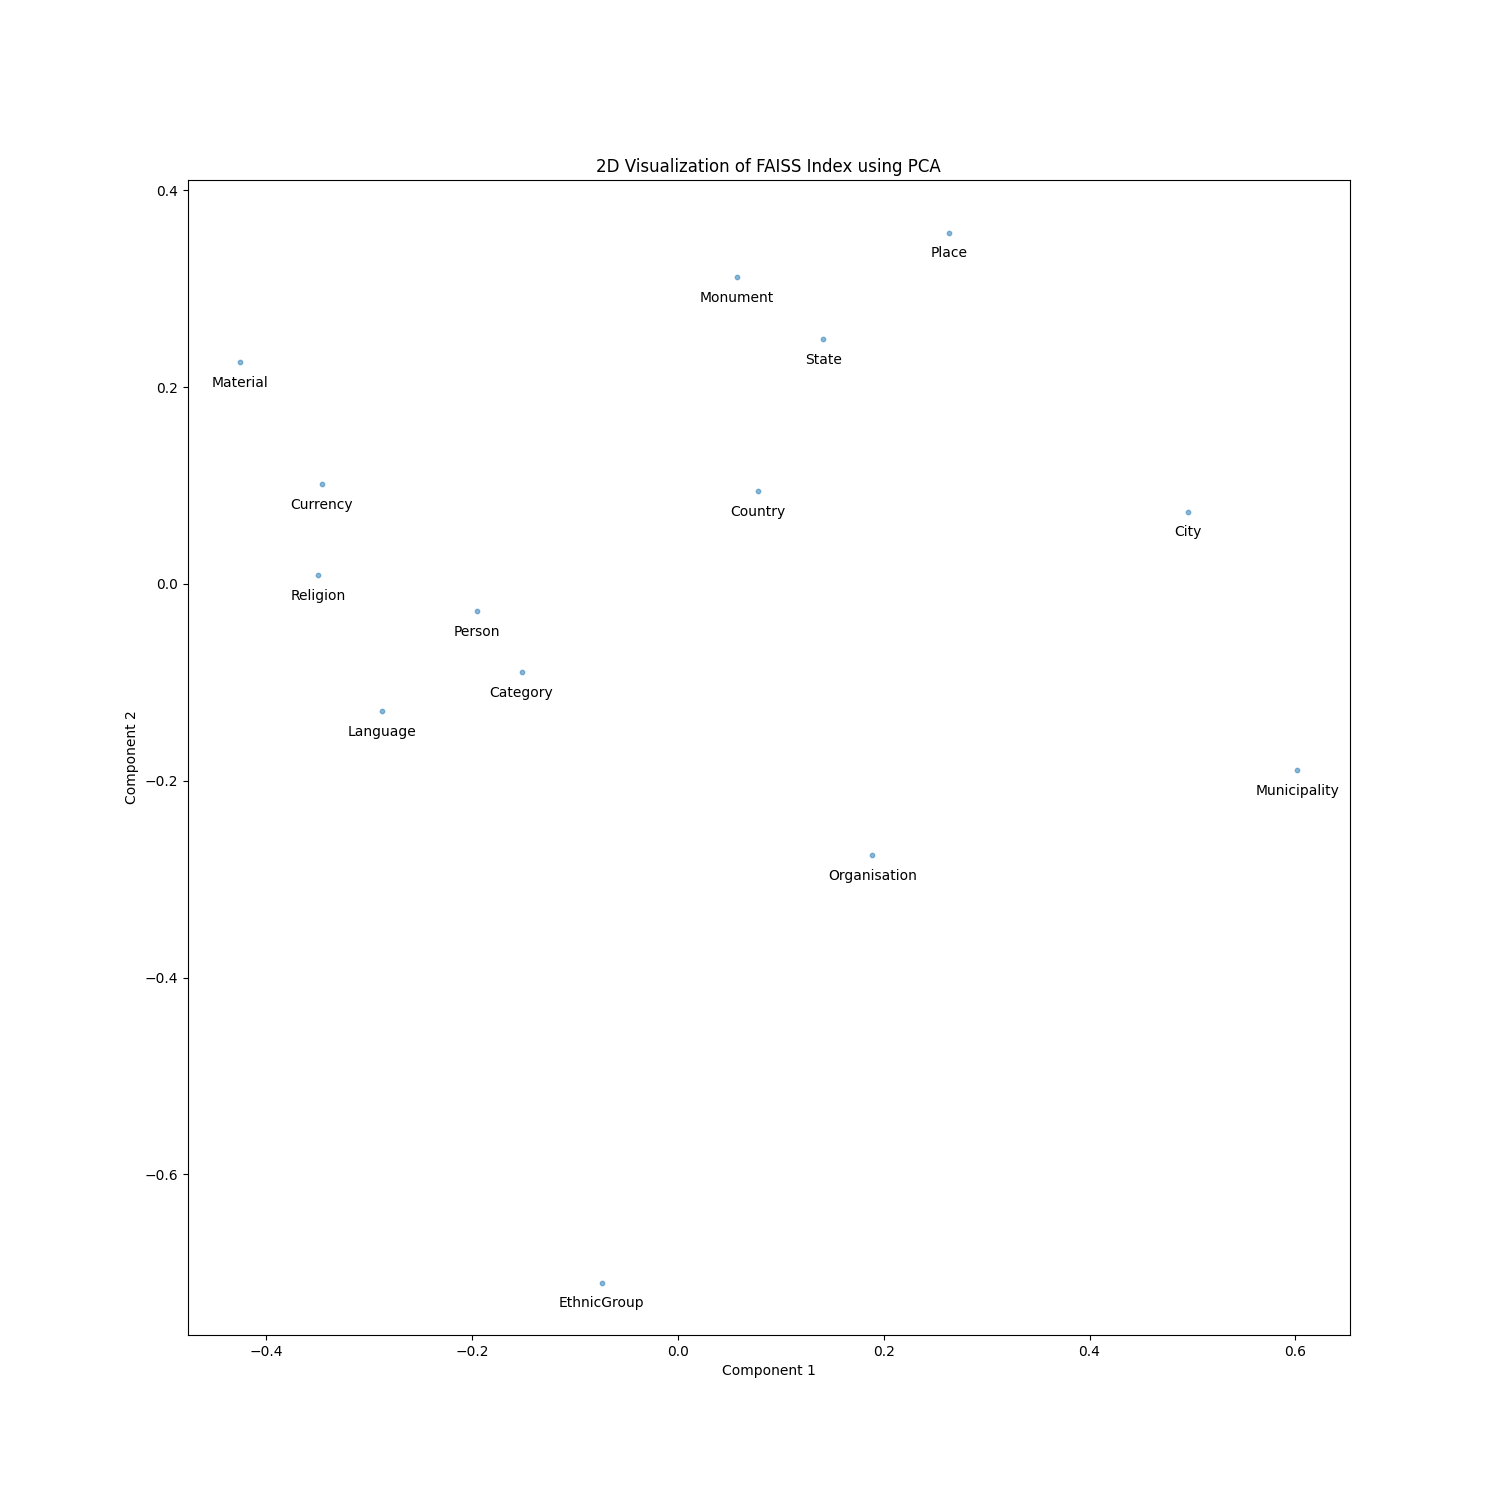 2D Visualization of FAISS Index using PCA
0.4
Place
Monument
State
Material
0.2
Currency
Country
City
0.0
Religion
Person
Category
Language
Component 2
−0.2
Municipality
Organisation
−0.4
−0.6
EthnicGroup
−0.4 −0.2 0.0 0.2 0.4 0.6
Component 1